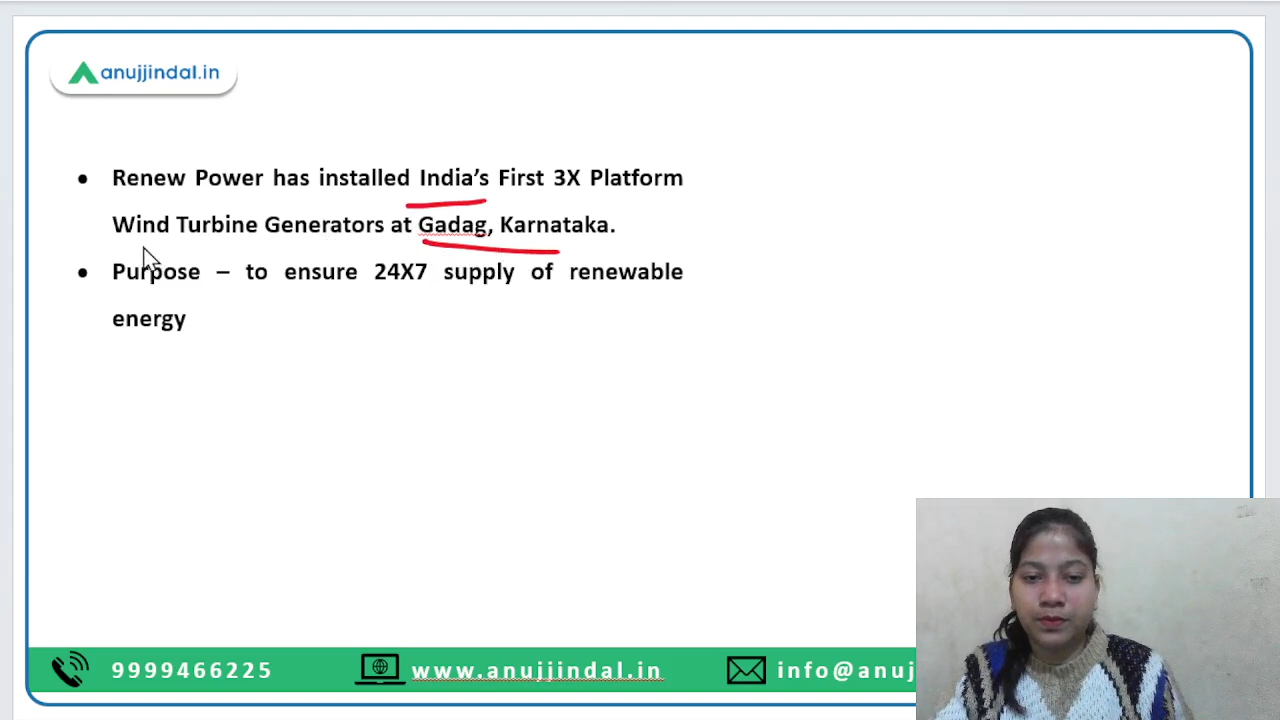 anujjindal.in
• Renew Power has installed India's First 3X Platform
Wind Turbine Generators at Gadag, Karnataka.
• Purpose – to ensure 24X7 supply of renewable
energy
9999466225 www.anujjindal.in info@anuj